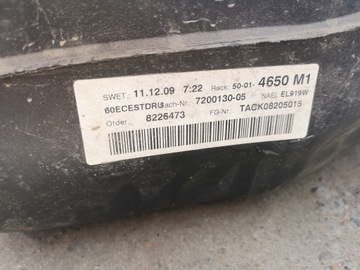 SWET. 11.12.09 7:22 Hack: 50-01- 4650 M1
60ECESTDRU Sach-Nr. 7200130-05 NAEL EL919W
Order 8226473 FG-Nr. TACK08205015